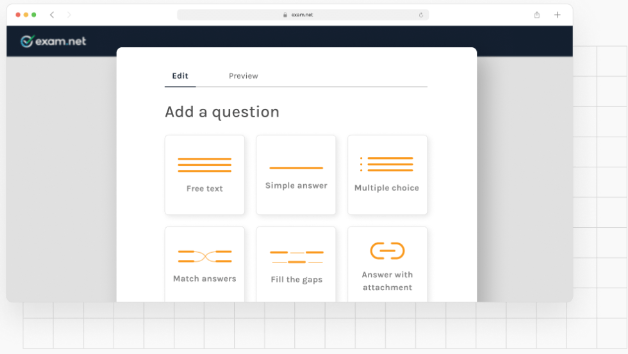 exam.net
exam.net
Edit Preview
Add a question
Free text
Simple answer
Multiple choice
Match answers
Fill the gaps
Answer with
attachment